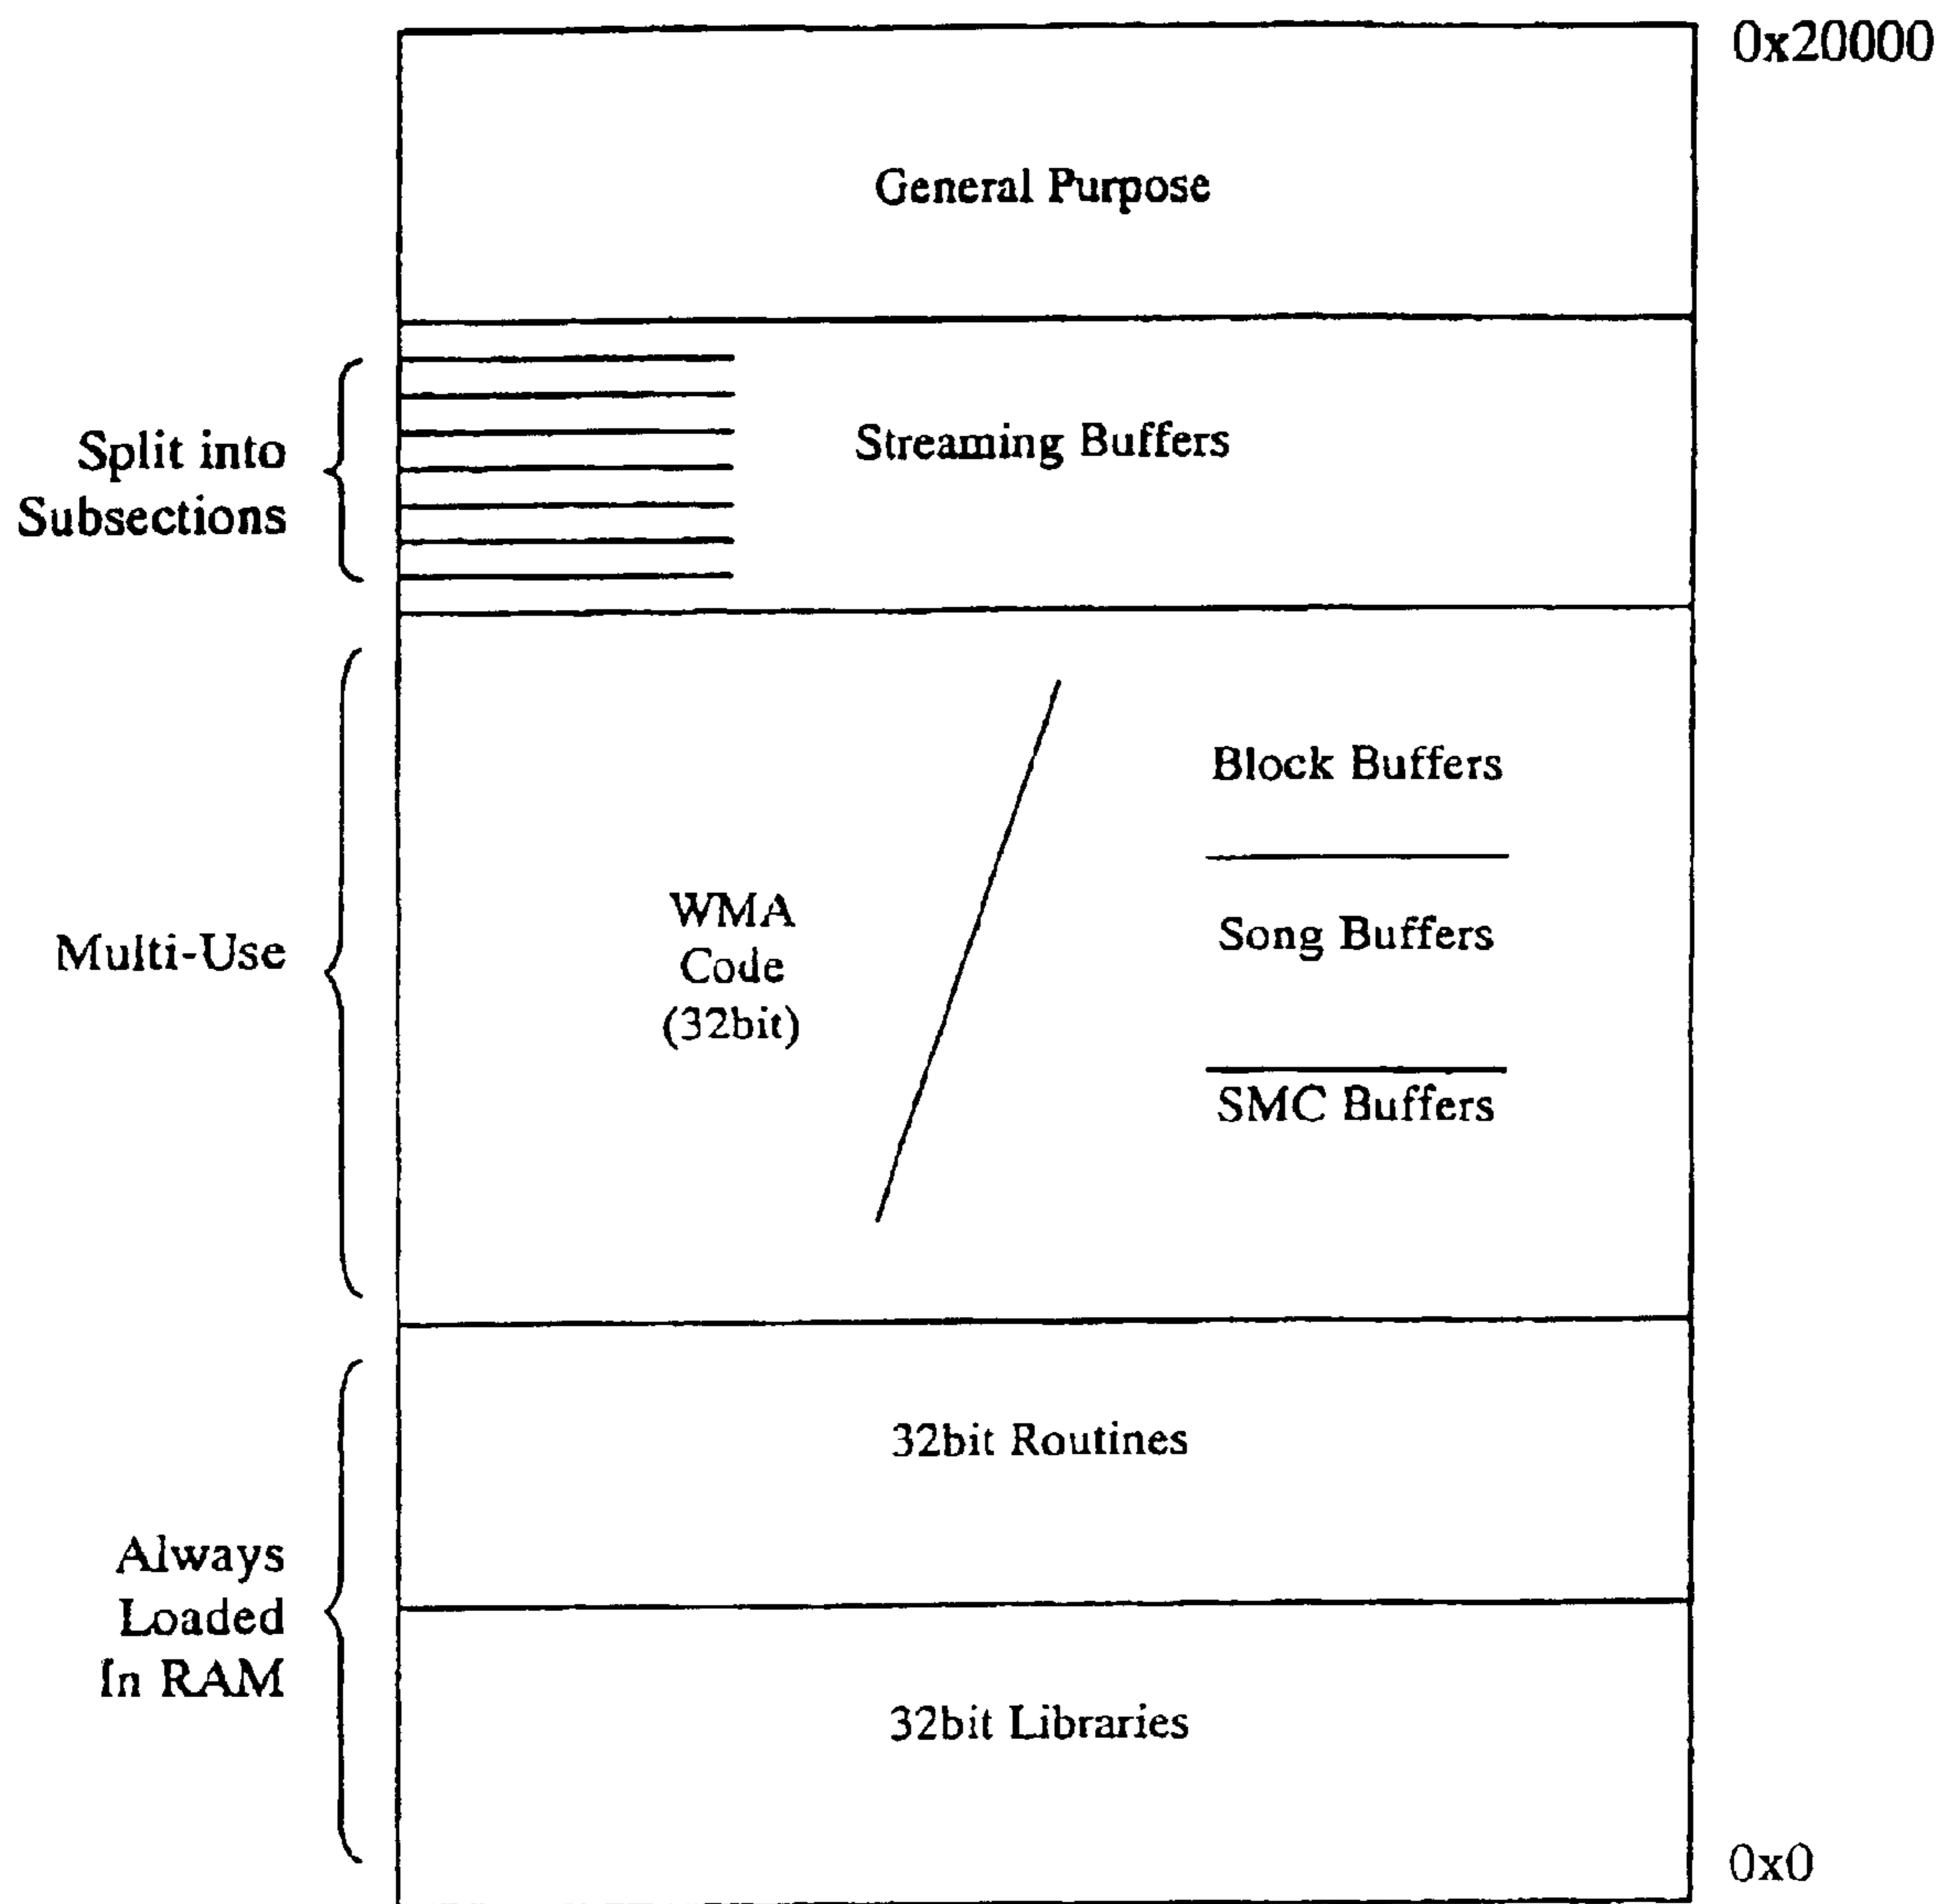 0x20000
General Purpose
Split into
Subsections
Streaming Buffers
Multi-Use
WMA
Code
(32bit)
Block Buffers
Song Buffers
SMC Buffers
32bit Routines
Always
Loaded
In RAM
32bit Libraries
0x0